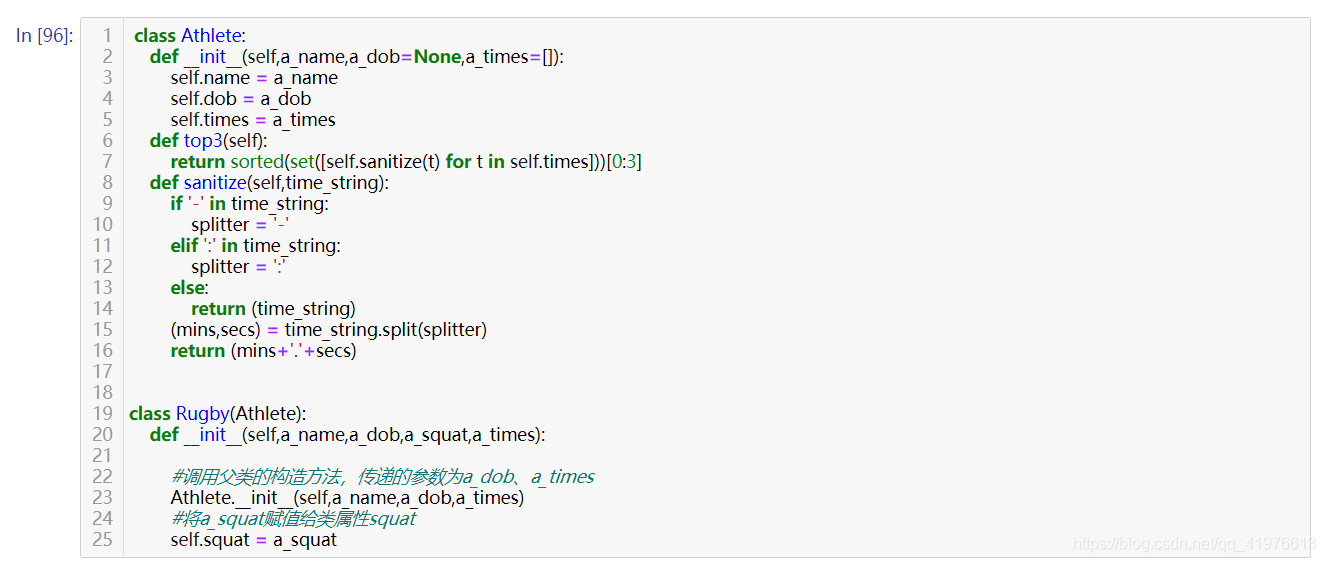 In [96]:
1 class Athlete:
2 def __init__(self,a_name,a_dob=None,a_times=[]):
3 self.name = a_name
4 self.dob = a_dob
5 self.times = a_times
6 def top3(self):
7 return sorted(set([self.sanitize(t) for t in self.times]))[0:3]
8 def sanitize(self,time_string):
9 if '-' in time_string:
10 splitter = '-'
11 elif ':' in time_string:
12 splitter = ':'
13 else:
14 return (time_string)
15 (mins,secs) = time_string.split(splitter)
16 return (mins+'.'+secs)
17
18
19 class Rugby(Athlete):
20 def __init__(self,a_name,a_dob,a_squat,a_times):
21
22 #调用父类的构造方法，传递的参数为a_dob、a_times
23 Athlete.__init__(self,a_name,a_dob,a_times)
24 #将a_squat赋值给类属性squat
25 self.squat = a_squat
https://blog.csdn.net/qq_41976613